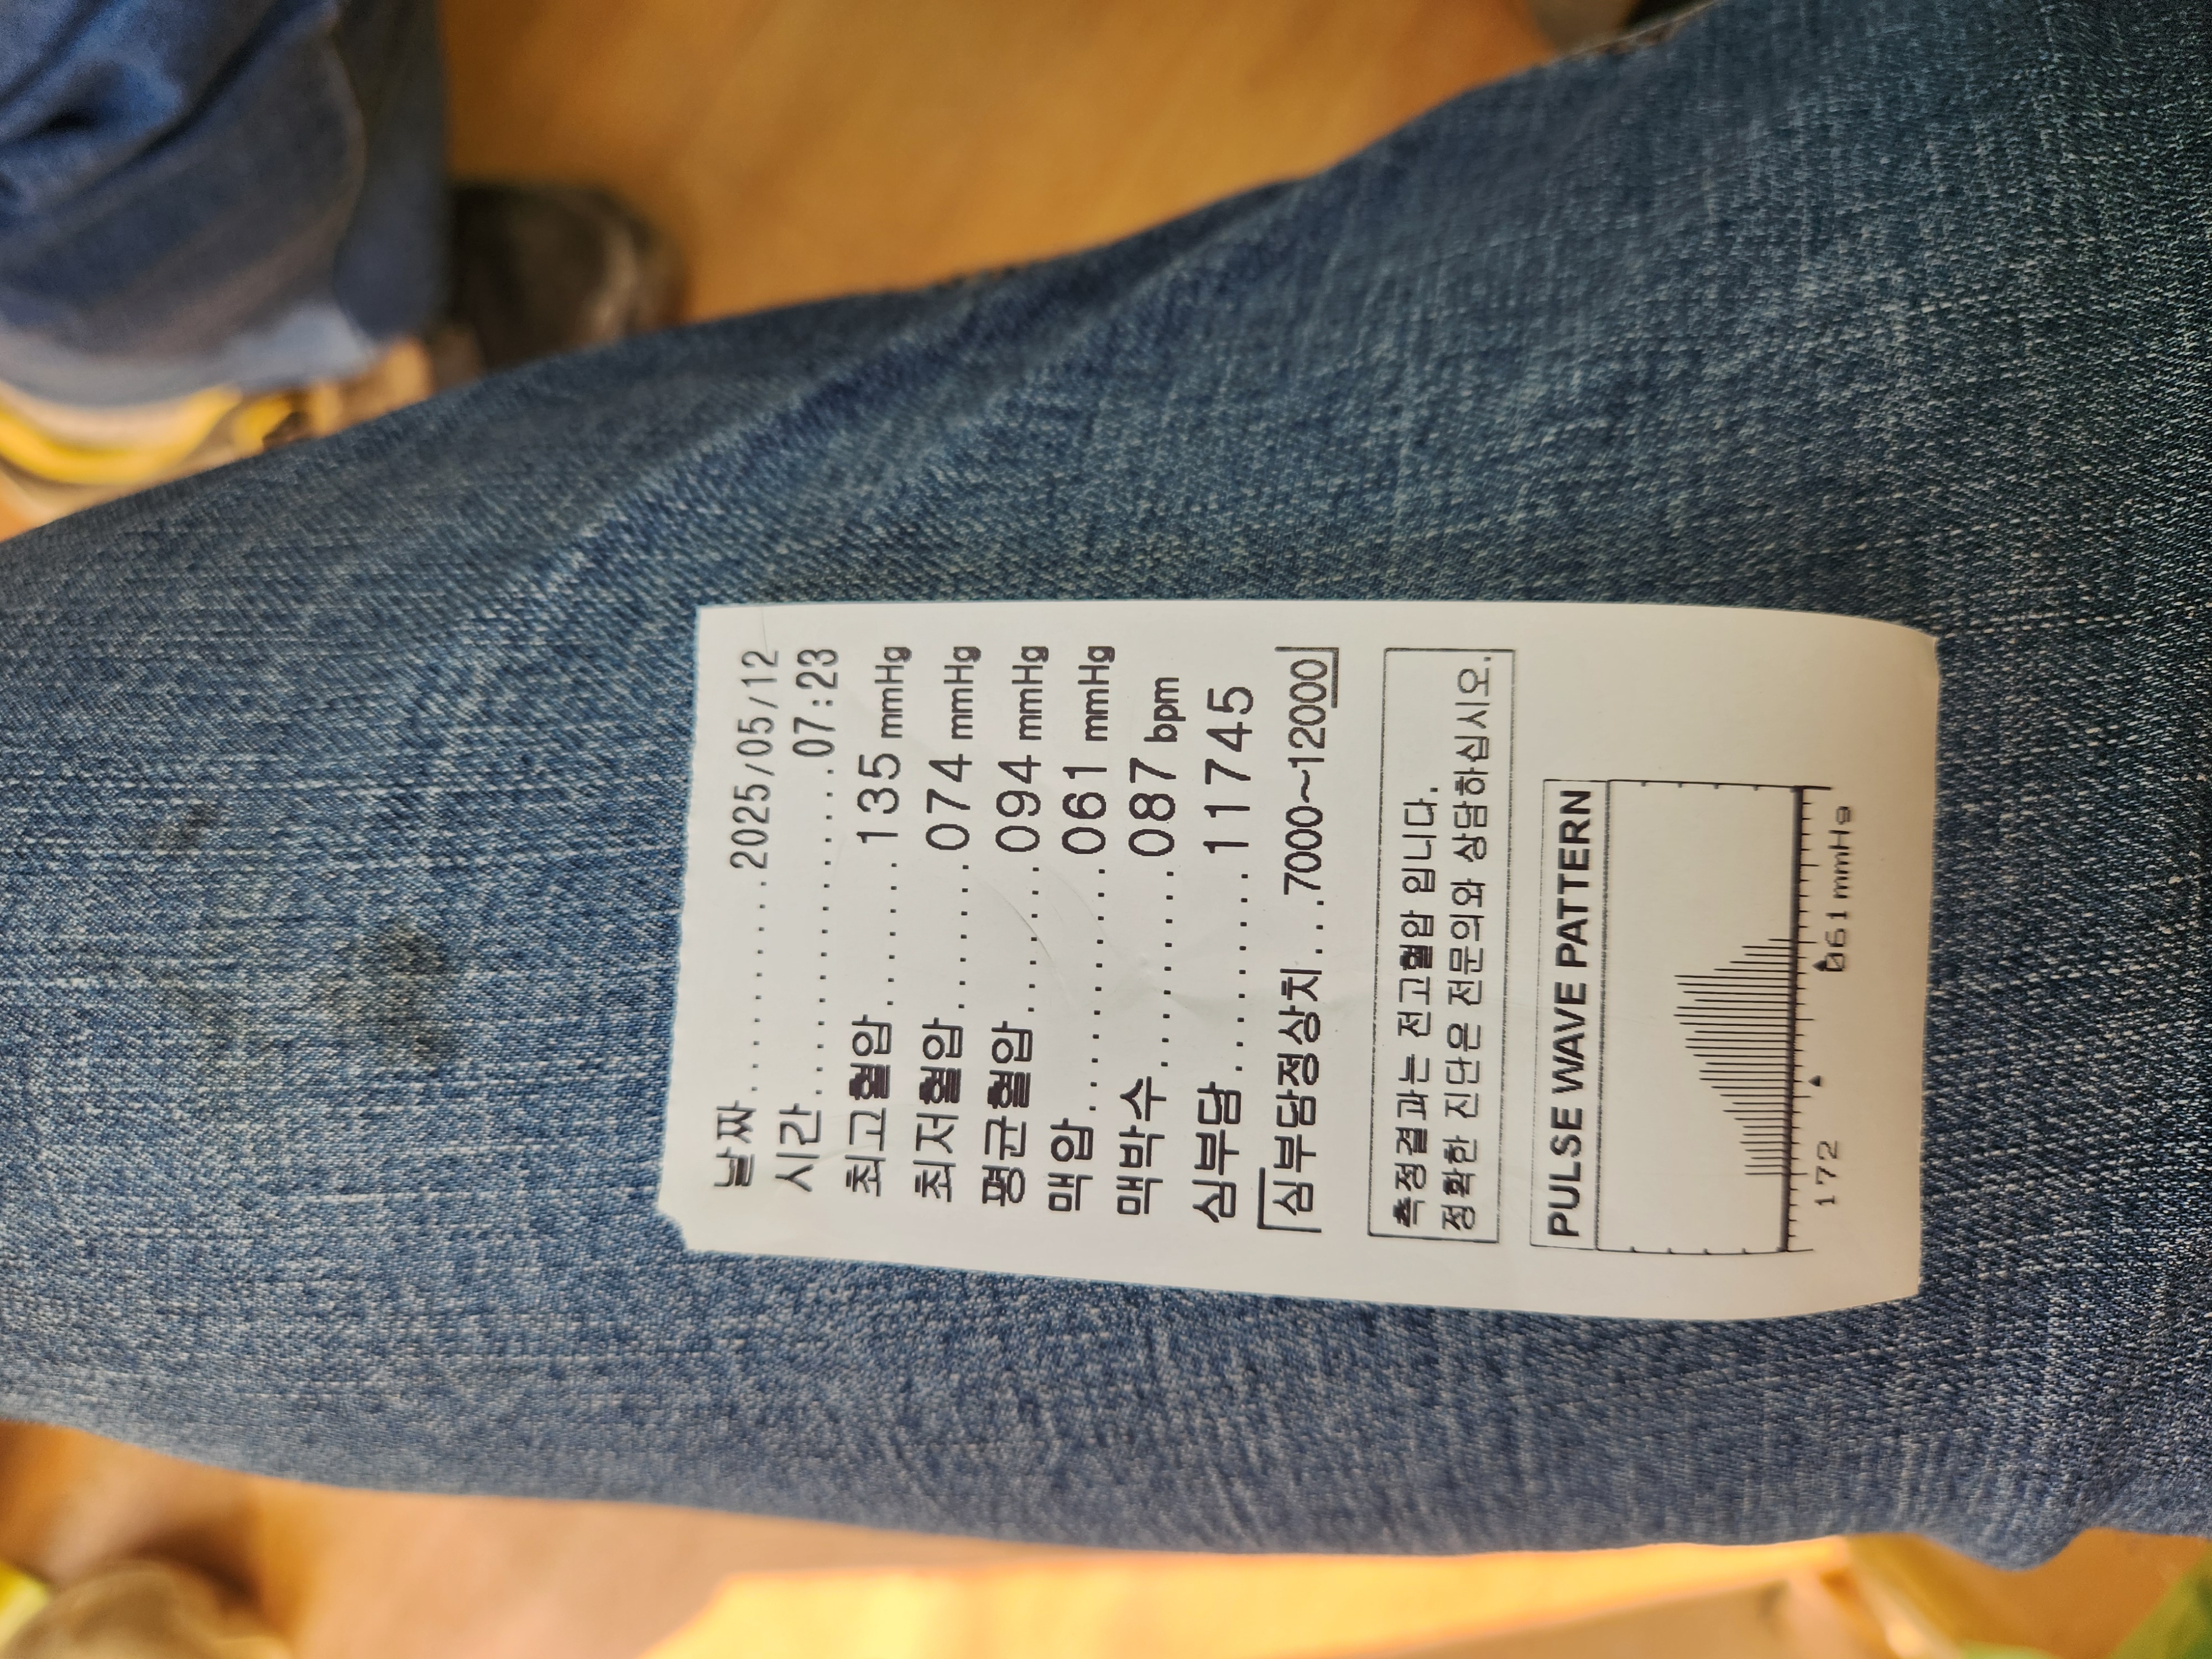 날짜............2025/05/12
시간.................07:23
최고혈압.......135 mmHg
최저혈압.......074 mmHg
평균혈압.......094 mmHg
맥압..............061 mmHg
맥박수...........087 bpm
심부담...........11745
심부담정상치...7000~12000
측정결과는 전고혈압 입니다.
정확한 진단은 전문의와 상담하십시오.
PULSE WAVE PATTERN
172 061mmHg